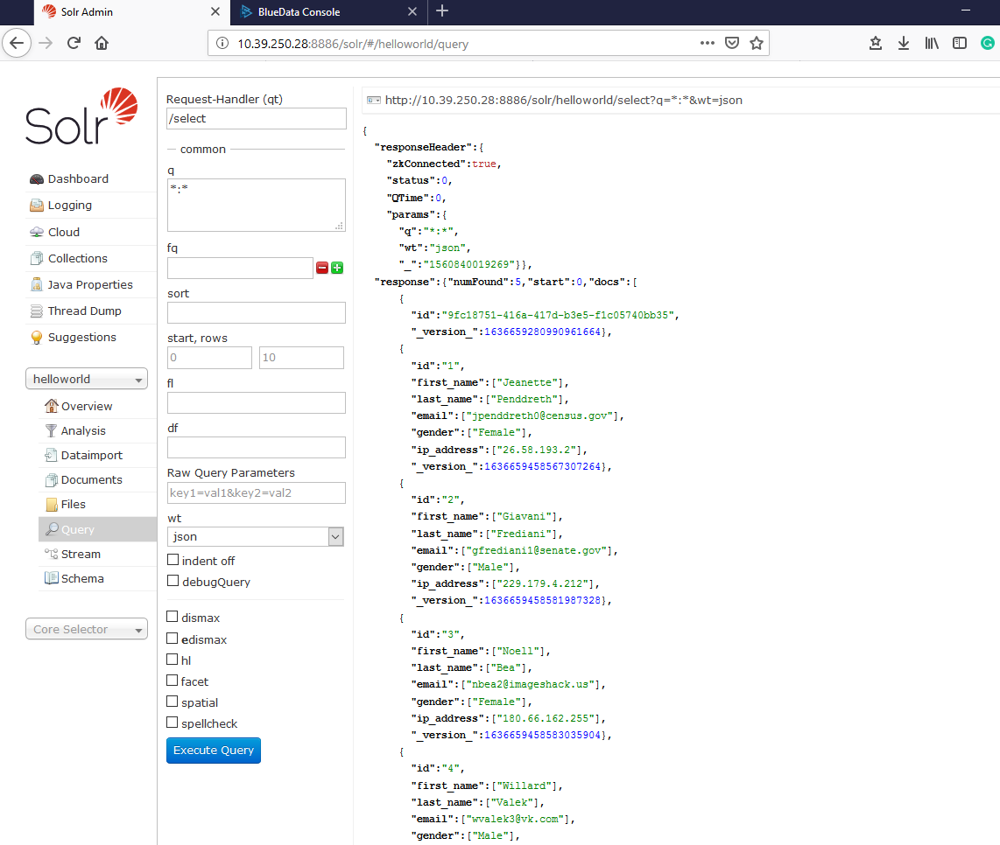 Solr Admin
BlueData Console
10.39.250.28:8886/solr/#/helloworld/query
Solr
Dashboard
Logging
Cloud
Collections
Java Properties
Thread Dump
Suggestions
helloworld
Overview
Analysis
Dataimport
Documents
Files
Query
Stream
Schema
Core Selector
Request-Handler (qt)
/select
common
q
*:*
fq
sort
start, rows
0
10
fl
df
Raw Query Parameters
key1=val1&key2=val2
wt
json
indent off
debugQuery
dismax
edismax
hl
facet
spatial
spellcheck
Execute Query
http://10.39.250.28:8886/solr/helloworld/select?q=*:*&wt=json
{
"responseHeader":{
"zkConnected":true,
"status":0,
"QTime":0,
"params":{
"q":"*:*",
"wt":"json",
"_":"1560840019269"}},
"response":{"numFound":5,"start":0,"docs":[
{
"id":"9fc18751-416a-417d-b3e5-f1c05740bb35",
"_version_":1636659280990961664},
{
"id":"1",
"first_name":["Jeanette"],
"last_name":["Penddreth"],
"email":["jpenddreth0@census.gov"],
"gender":["Female"],
"ip_address":["26.58.193.2"],
"_version_":1636659458567307264},
{
"id":"2",
"first_name":["Giavani"],
"last_name":["Frediani"],
"email":["gfrediani1@senate.gov"],
"gender":["Male"],
"ip_address":["229.179.4.212"],
"_version_":1636659458581987328},
{
"id":"3",
"first_name":["Noell"],
"last_name":["Bea"],
"email":["nbea2@imageshack.us"],
"gender":["Female"],
"ip_address":["180.66.162.255"],
"_version_":1636659458583035904},
{
"id":"4",
"first_name":["Willard"],
"last_name":["Valek"],
"email":["wvalek3@vk.com"],
"gender":["Male"],